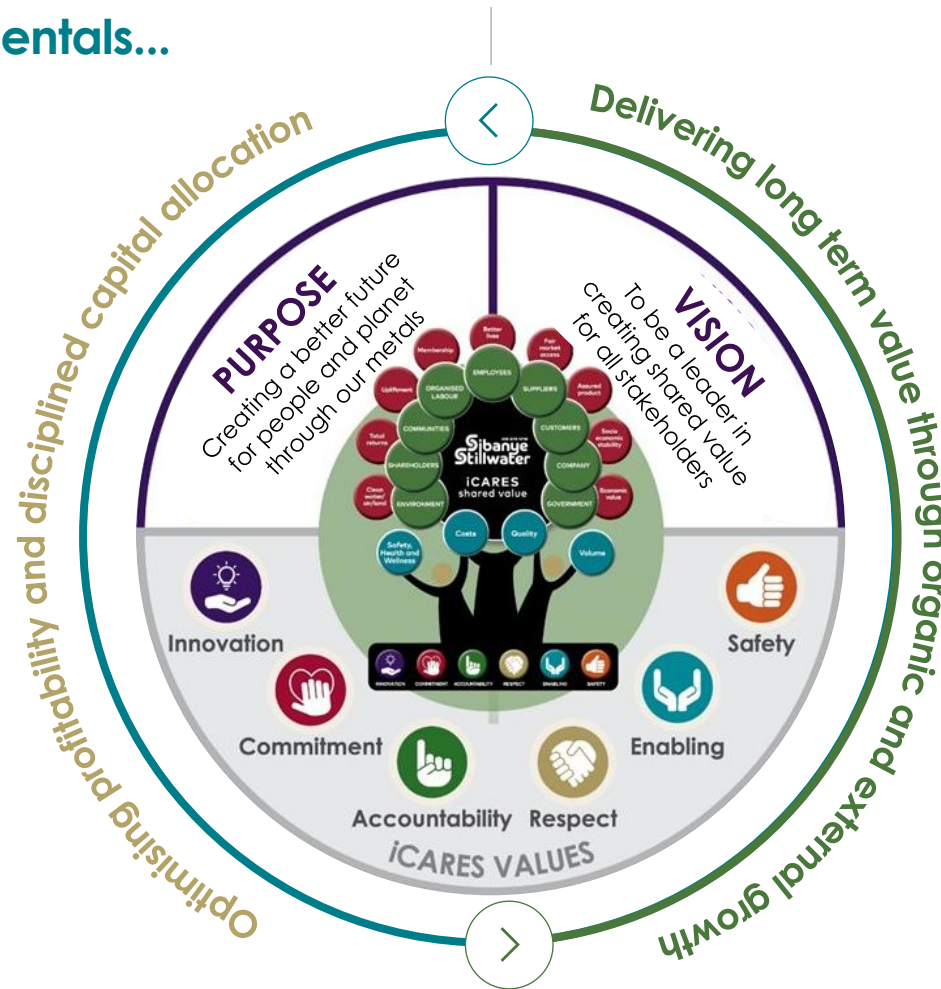 entals...
Optimising profitability and disciplined capital allocation
Delivering long term value through organic and external growth
PURPOSE
Creating a better future
for people and planet
through our metals
VISION
To be a leader in
creating shared value
for all stakeholders
Better
lives
Membership
Fair
market
access
Upliftment
Assured
product
Total
returns
Socio
economic
stability
Clean
water/
air/land
Economic
value
EMPLOYEES
ORGANISED
LABOUR
SUPPLIERS
COMMUNITIES
CUSTOMERS
SHAREHOLDERS
COMPANY
ENVIRONMENT
GOVERNMENT
Sibanye
Stillwater
iCARES
shared value
Safety,
Health and
Wellness
Costs
Quality
Volume
INNOVATION
COMMITMENT
ACCOUNTABILITY
RESPECT
ENABLING
SAFETY
Innovation
Commitment
Accountability
Respect
Enabling
Safety
iCARES VALUES